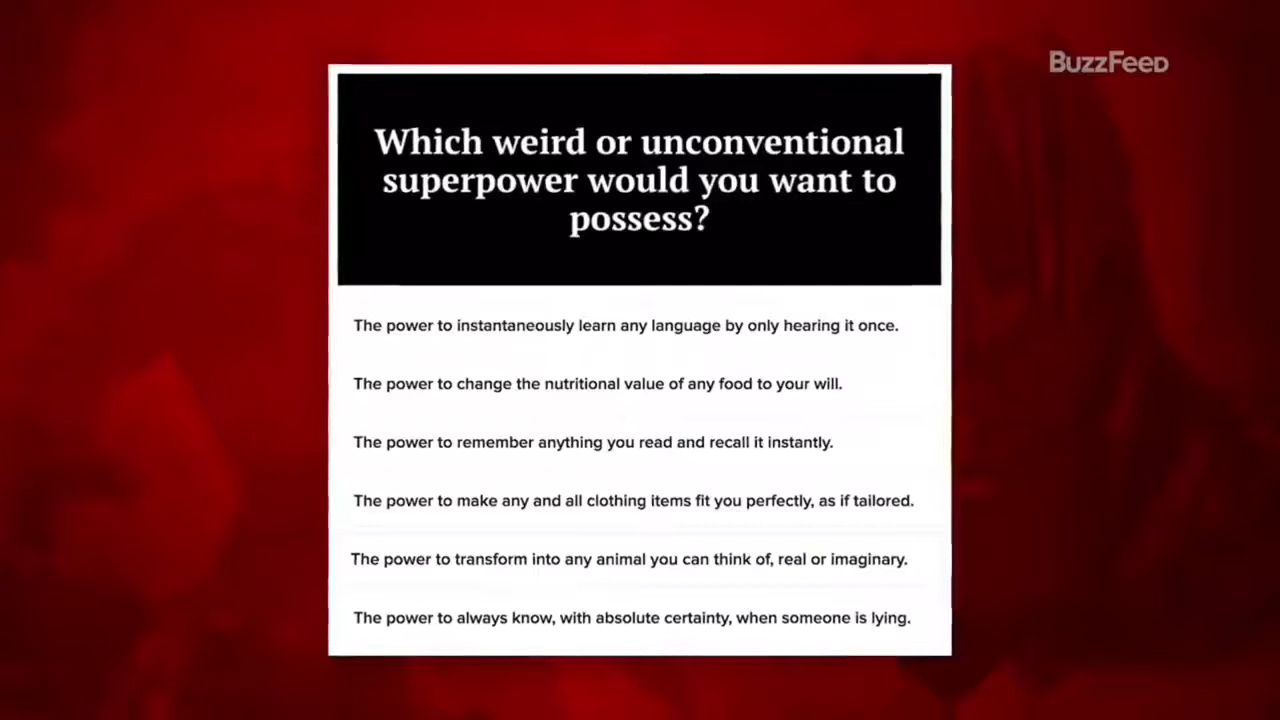 BuzzFeed
Which weird or unconventional
superpower would you want to
possess?
The power to instantaneously learn any language by only hearing it once.
The power to change the nutritional value of any food to your will.
The power to remember anything you read and recall it instantly.
The power to make any and all clothing items fit you perfectly, as if tailored.
The power to transform into any animal you can think of, real or imaginary.
The power to always know, with absolute certainty, when someone is lying.